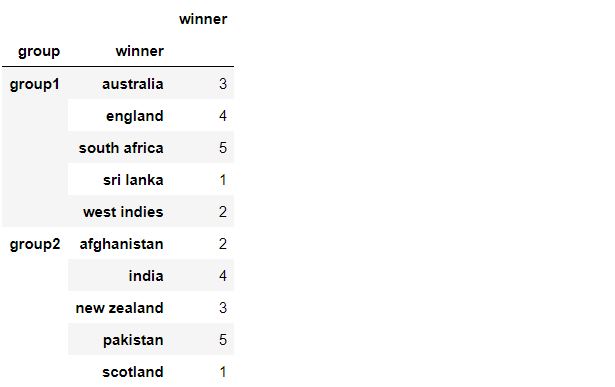 winner
group winner
group1 australia 3
england 4
south africa 5
sri lanka 1
west indies 2
group2 afghanistan 2
india 4
new zealand 3
pakistan 5
scotland 1